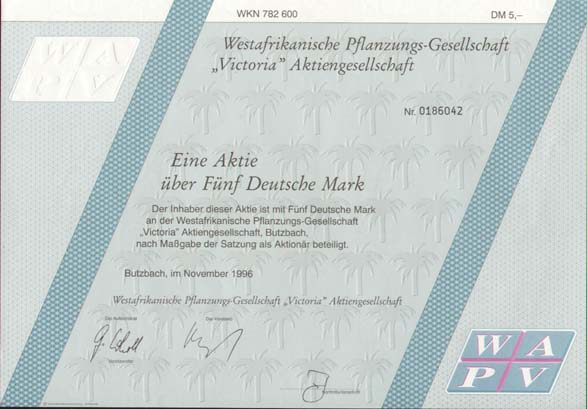 WKN 782 600
DM 5,–
W A
P V
Westafrikanische Pflanzungs-Gesellschaft
„Victoria” Aktiengesellschaft
Nr. 0186042
Eine Aktie
über Fünf Deutsche Mark
Der Inhaber dieser Aktie ist mit Fünf Deutsche Mark
an der Westafrikanische Pflanzungs-Gesellschaft
„Victoria” Aktiengesellschaft, Butzbach,
nach Maßgabe der Satzung als Aktionär beteiligt.
Butzbach, im November 1996
Westafrikanische Pflanzungs-Gesellschaft „Victoria” Aktiengesellschaft
Der Aufsichtsrat
Der Vorstand
Vorsitzender
Kontrollunterschrift
W A
P V